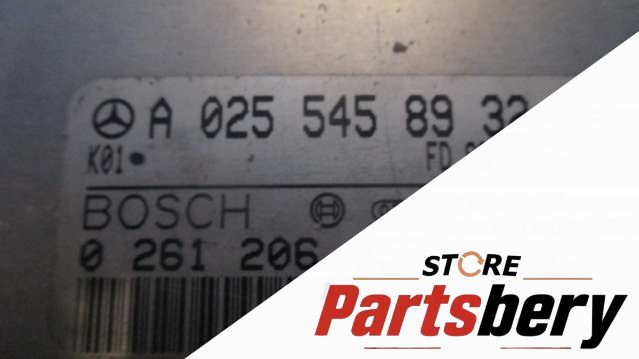 A 025 545 89 32
K01 FD
BOSCH
0 261 206
STORE
Partsbery